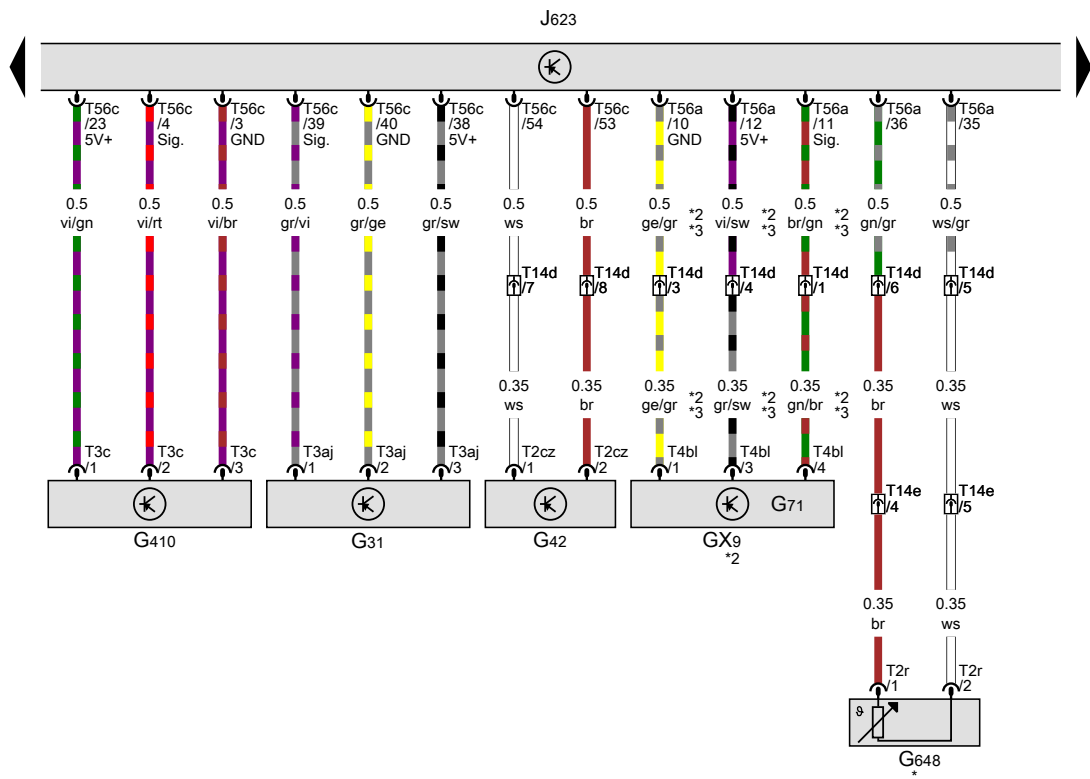 J623
T56c T56c T56c T56c T56c T56c T56c T56c T56a T56a T56a T56a T56a
/23 /4 /3 /39 /40 /38 /54 /53 /10 /12 /11 /36 /35
5V+ Sig. GND Sig. GND 5V+ GND 5V+ Sig.
0.5 0.5 0.5 0.5 0.5 0.5 0.5 0.5 0.5 0.5 0.5 0.5 0.5
vi/gn vi/rt vi/br gr/vi gr/ge gr/sw ws br ge/gr *2 *3 vi/sw *2 *3 br/gn *2 *3 gn/gr ws/gr
T14d T14d T14d T14d T14d T14d T14d
/7 /8 /3 /4 /1 /6 /5
0.35 0.35 0.35 0.35 0.35 0.35 0.35
ws br ge/gr *2 *3 gr/sw *2 *3 gn/br *2 *3 br ws
T3c T3c T3c T3aj T3aj T3aj T2cz T2cz T4bl T4bl T4bl
/1 /2 /3 /1 /2 /3 /1 /2 /1 /3 /4
T14e T14e
/4 /5
G71
G410 G31 G42 GX9
*2
0.35 0.35
br ws
T2r T2r
/1 /2
ϑ
G648
*